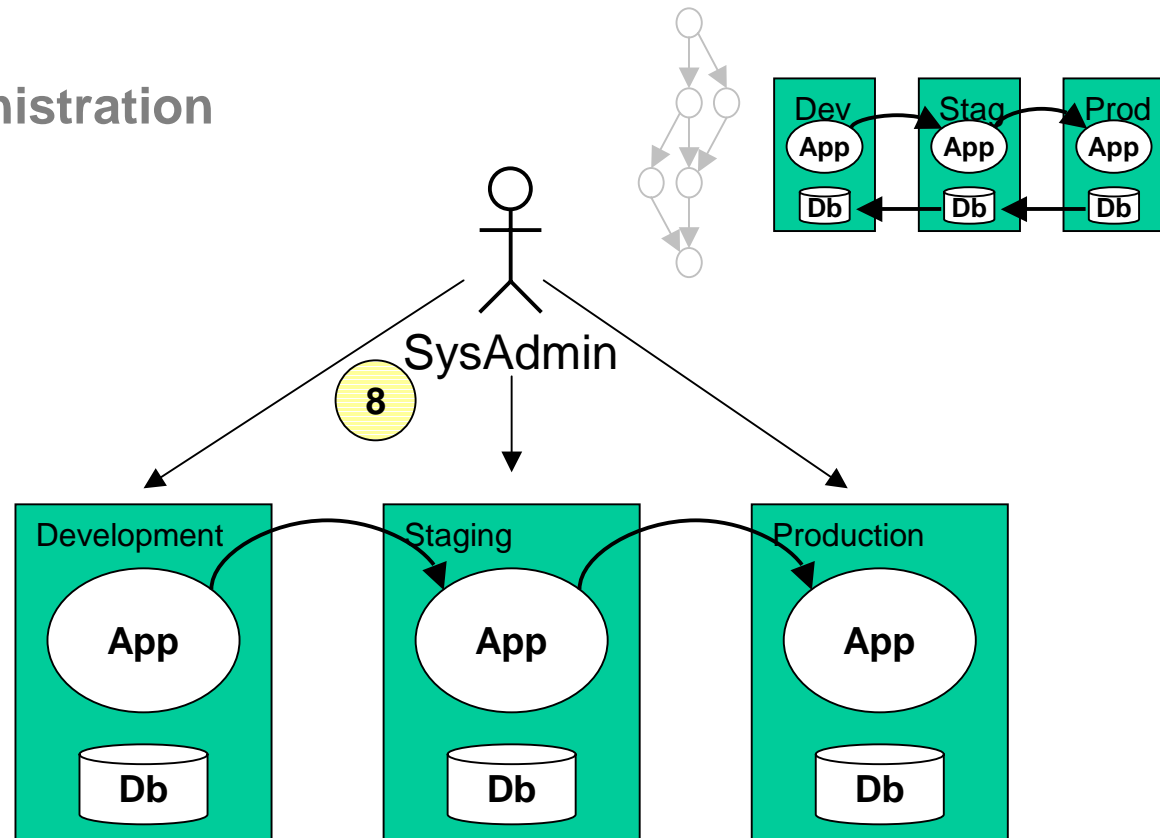 nistration
Dev Stag Prod
App App App
Db Db Db
SysAdmin
8
Development Staging Production
App App App
Db Db Db